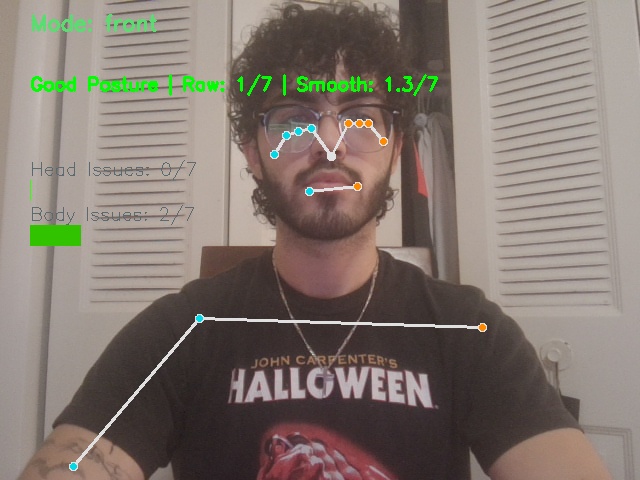 Mode: front
Good Posture | Raw: 1/7 | Smooth: 1.3/7
Head Issues: 0/7
Body Issues: 2/7
JOHN CARPENTER'S
HALLOWEEN